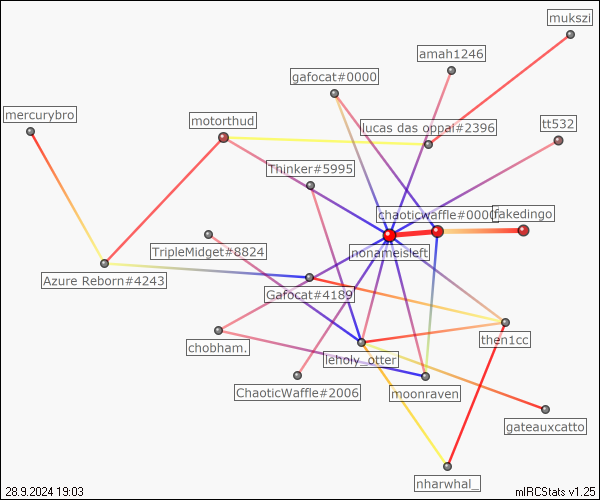 mukszi
amah1246
gafocat#0000
mercurybro
motorthud
lucas das oppal#2396
tt532
Thinker#5995
chaoticwaffle#0000
fakedingo
TripleMidget#8824
nonameisleft
Azure Reborn#4243
Gafocat#4189
then1cc
chobham.
leholy_otter
ChaoticWaffle#2006
moonraven
gateauxcatto
nharwhal_
28.9.2024 19:03
mIRCStats v1.25